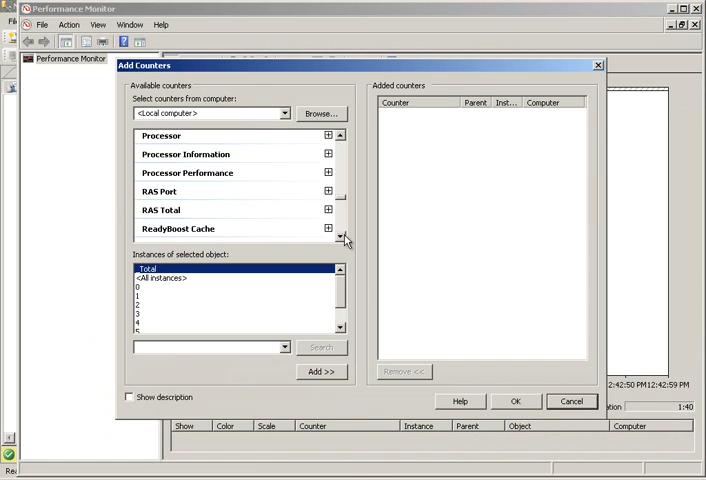 Performance Monitor
File Action View Window Help
Performance Monitor
Add Counters
Available counters
Select counters from computer:
<Local computer>
Browse...
Processor
Processor Information
Processor Performance
RAS Port
RAS Total
ReadyBoost Cache
Instances of selected object:
_Total
<All instances>
0
1
2
3
4
5
Search
Add >>
Show description
Added counters
Counter Parent Inst... Computer
Remove <<
Help OK Cancel
2:42:50 PM 12:42:59 PM
1:40
Show Color Scale Counter Instance Parent Object Computer